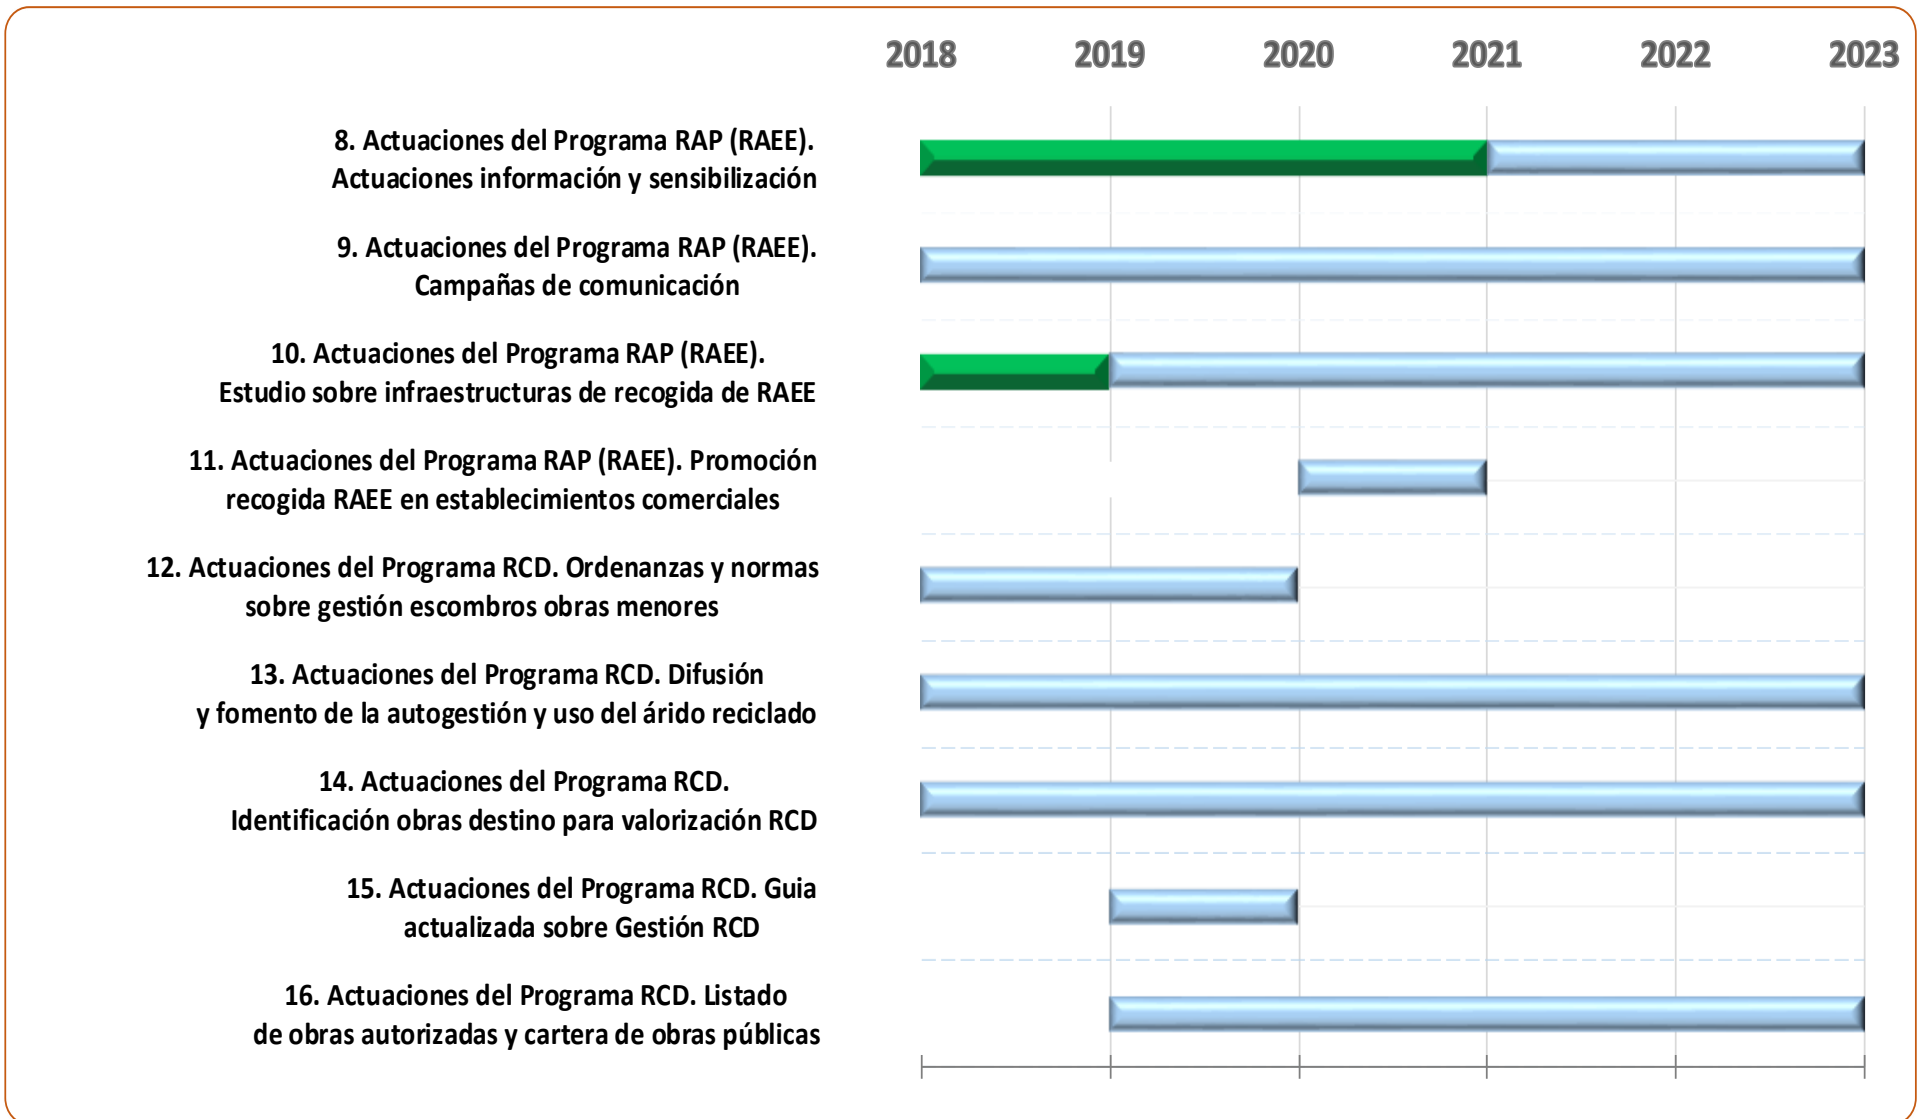 2018 2019 2020 2021 2022 2023
8. Actuaciones del Programa RAP (RAEE).
Actuaciones información y sensibilización
9. Actuaciones del Programa RAP (RAEE).
Campañas de comunicación
10. Actuaciones del Programa RAP (RAEE).
Estudio sobre infraestructuras de recogida de RAEE
11. Actuaciones del Programa RAP (RAEE). Promoción
recogida RAEE en establecimientos comerciales
12. Actuaciones del Programa RCD. Ordenanzas y normas
sobre gestión escombros obras menores
13. Actuaciones del Programa RCD. Difusión
y fomento de la autogestión y uso del árido reciclado
14. Actuaciones del Programa RCD.
Identificación obras destino para valorización RCD
15. Actuaciones del Programa RCD. Guia
actualizada sobre Gestión RCD
16. Actuaciones del Programa RCD. Listado
de obras autorizadas y cartera de obras públicas